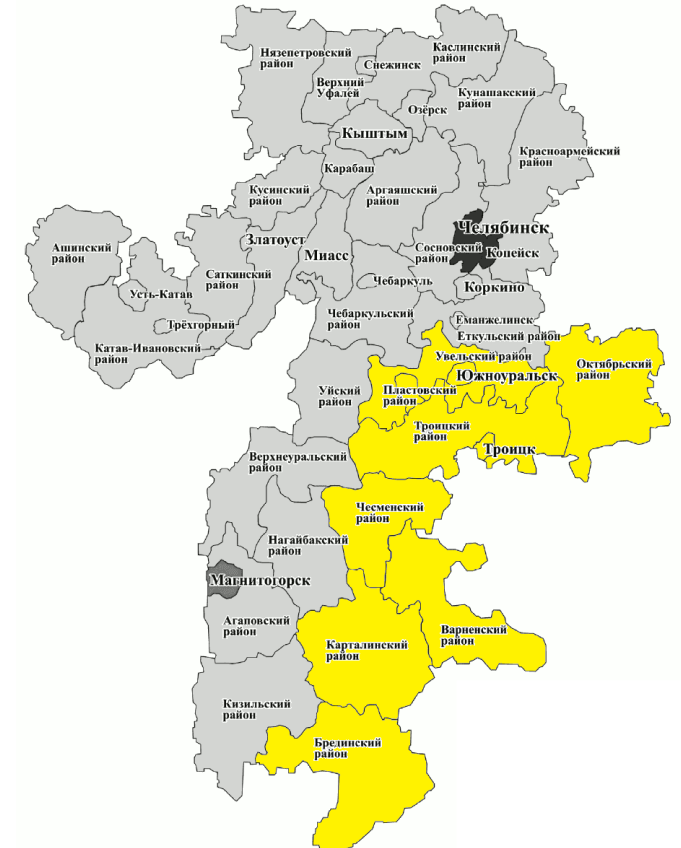 Каслинский
район
Нязепетровский
район
Снежинск
Верхний
Уфалей
Кунашакский
район
Озёрск
Кыштым
Красноармейский
район
Карабаш
Кусинский
район
Аргаяшский
район
Челябинск
Златоуст
Ашинский
район
Миасс
Сосновский
район
Копейск
Саткинский
район
Чебаркуль
Коркино
Усть-Катав
Чебаркульский
район
Еманжелинск
Трёхгорный
Еткульский район
Катав-Ивановский
район
Увельский район
Октябрьский
район
Южноуральск
Уйский
район
Пластовский
район
Троицкий
район
Троицк
Верхнеуральский
район
Чесменский
район
Нагайбакский
район
Магнитогорск
Агаповский
район
Варненский
район
Карталинский
район
Кизильский
район
Брединский
район